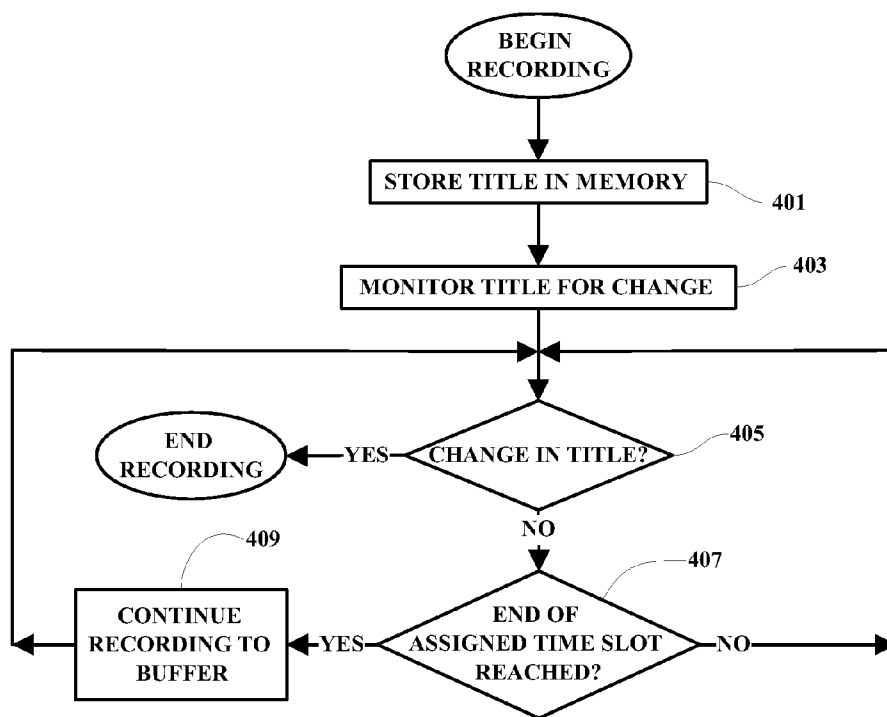 BEGIN
RECORDING
STORE TITLE IN MEMORY
401
403
MONITOR TITLE FOR CHANGE
END
RECORDING
YES
CHANGE IN TITLE?
405
NO
409
407
CONTINUE
RECORDING TO
BUFFER
YES
END OF
ASSIGNED TIME SLOT
REACHED?
NO